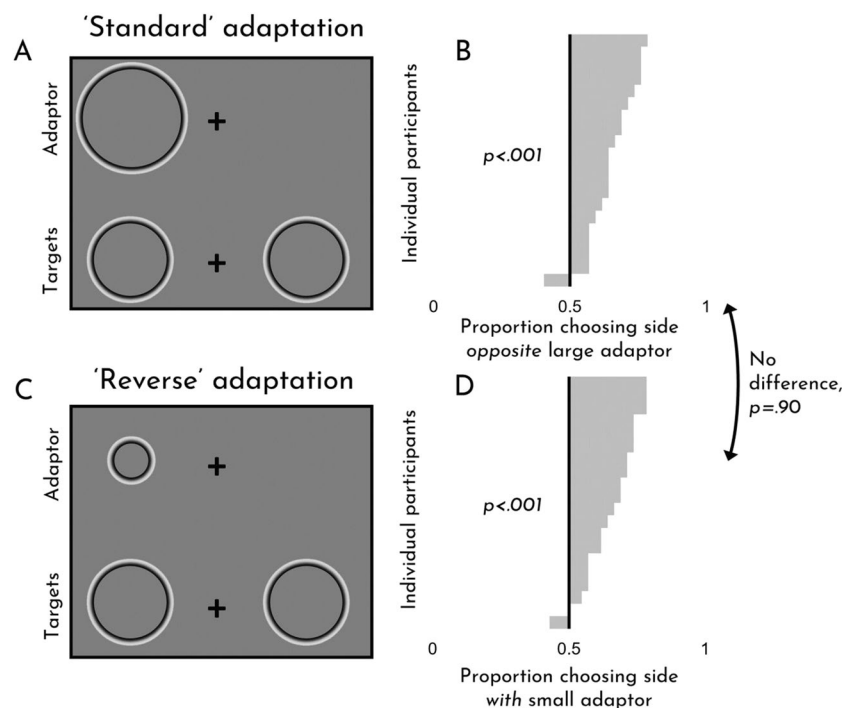 'Standard' adaptation
A
Adaptor
+
Targets
+
B
Individual participants
p<.001
0 0.5 1
Proportion choosing side
opposite large adaptor
'Reverse' adaptation
C
Adaptor
+
Targets
+
D
Individual participants
p<.001
0 0.5 1
Proportion choosing side
with small adaptor
No
difference,
p=.90